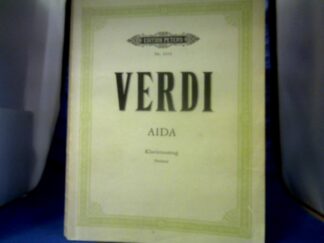 EDITION PETERS
VERDI
AIDA
Klavierauszug